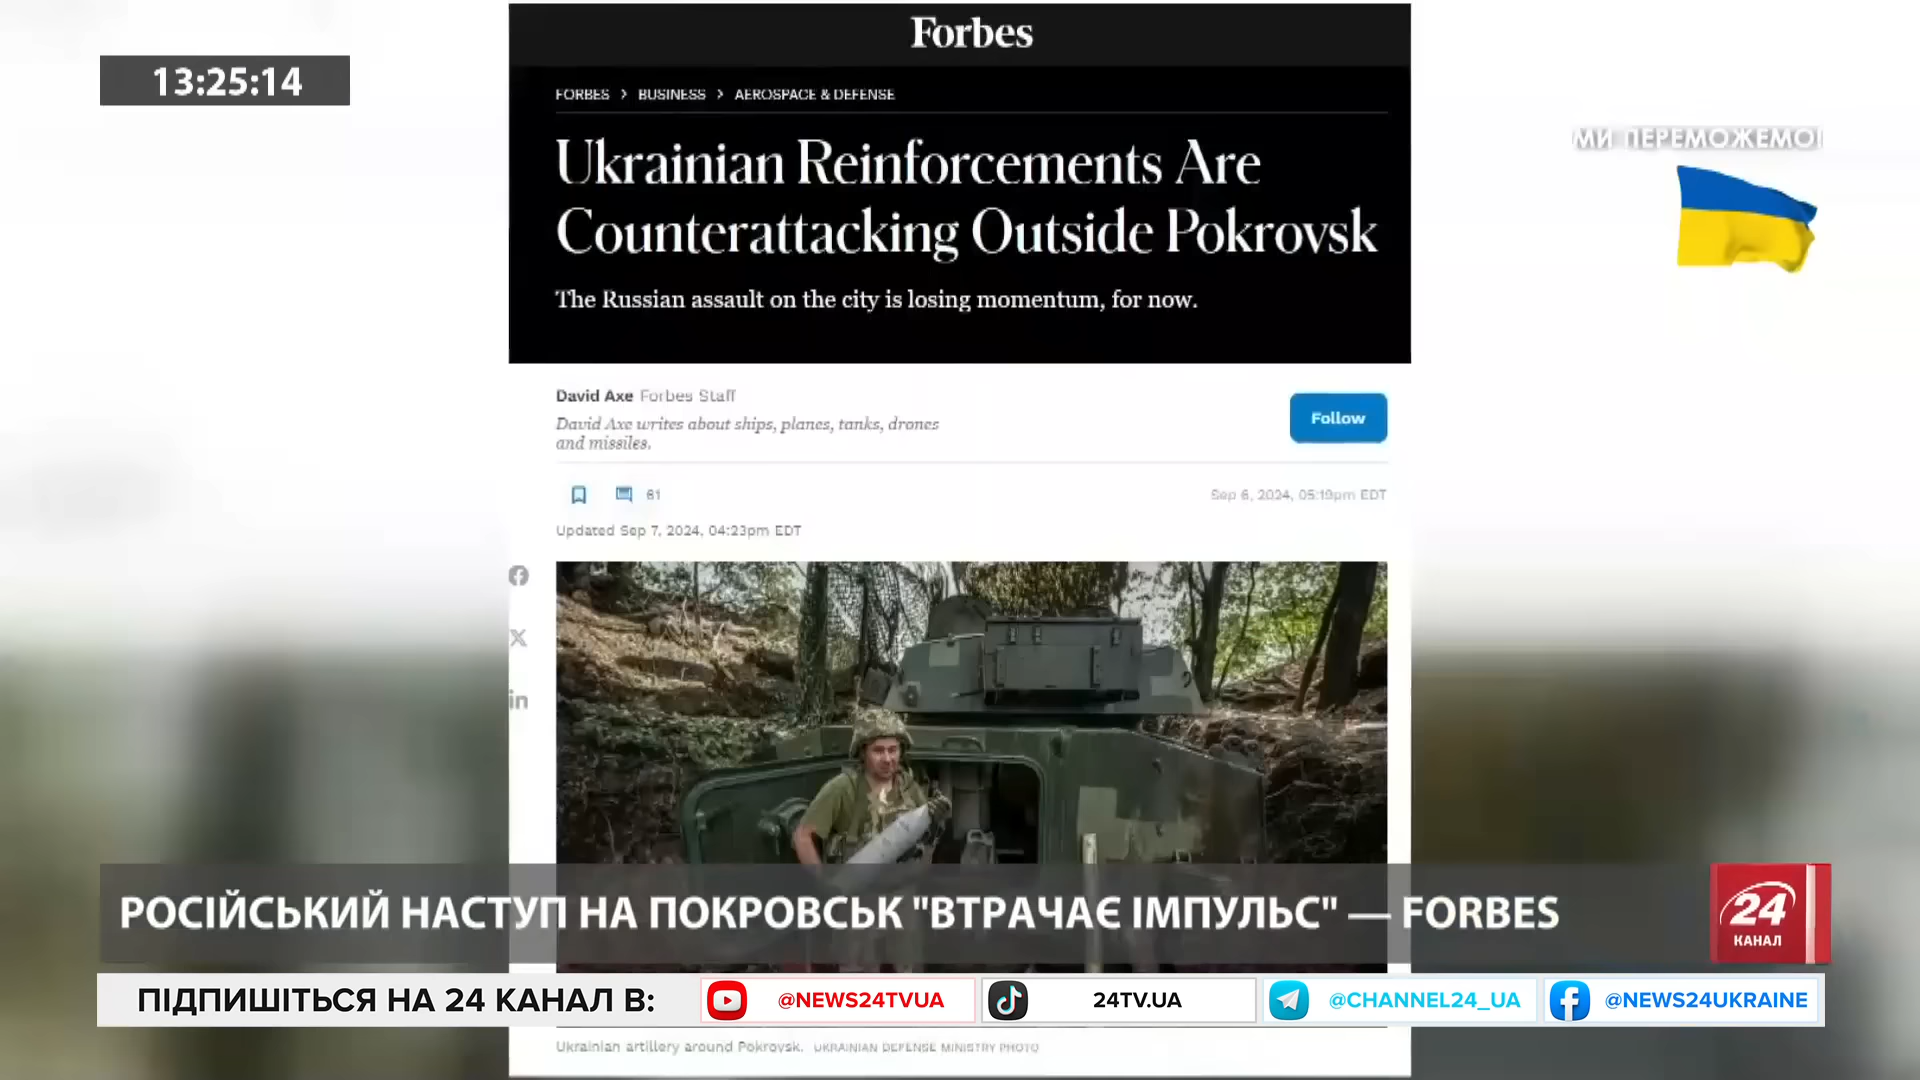 Forbes
13:25:14
FORBES > BUSINESS > AEROSPACE & DEFENSE
МИ ПЕРЕМОЖЕМО!
Ukrainian Reinforcements Are
Counterattacking Outside Pokrovsk
The Russian assault on the city is losing momentum, for now.
David Axe Forbes Staff
David Axe writes about ships, planes, tanks, drones
and missiles.
Follow
61
Sep 6, 2024, 05:19pm EDT
Updated Sep 7, 2024, 04:23pm EDT
РОСІЙСЬКИЙ НАСТУП НА ПОКРОВСЬК "ВТРАЧАЄ ІМПУЛЬС" — FORBES
24
КАНАЛ
ПІДПИШІТЬСЯ НА 24 КАНАЛ В:
@NEWS24TVUA
24TV.UA
@CHANNEL24_UA
@NEWS24UKRAINE
Ukrainian artillery around Pokrovsk. UKRAINIAN DEFENSE MINISTRY PHOTO